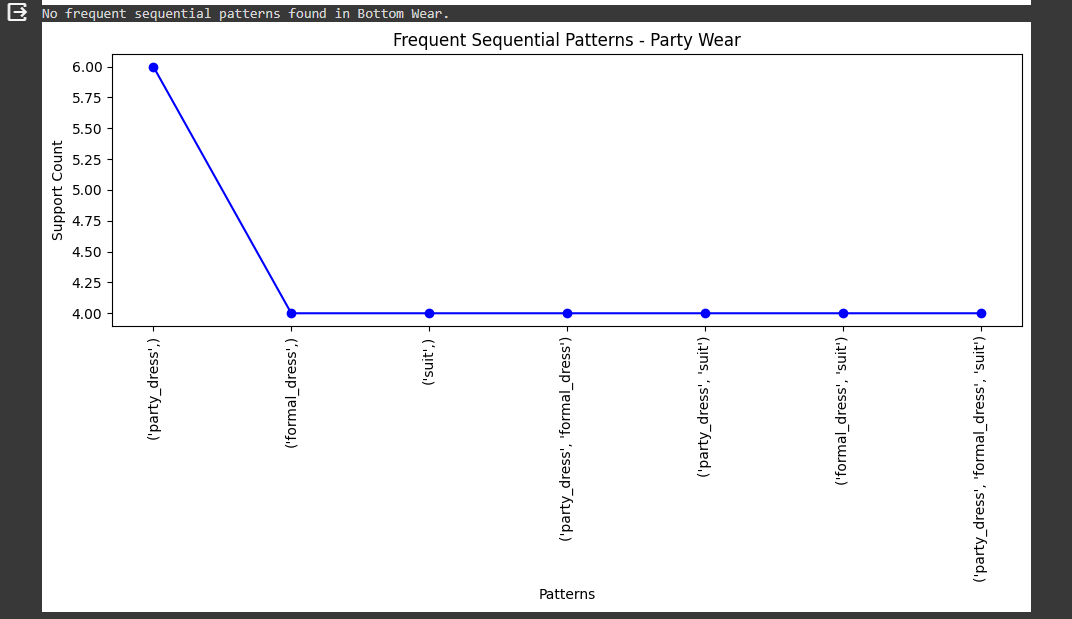 No frequent sequential patterns found in Bottom Wear.
Frequent Sequential Patterns - Party Wear
Support Count
6.00
5.75
5.50
5.25
5.00
4.75
4.50
4.25
4.00
('party_dress',)
('formal_dress',)
('suit',)
('party_dress', 'formal_dress')
('party_dress', 'suit')
('formal_dress', 'suit')
('party_dress', 'formal_dress', 'suit')
Patterns